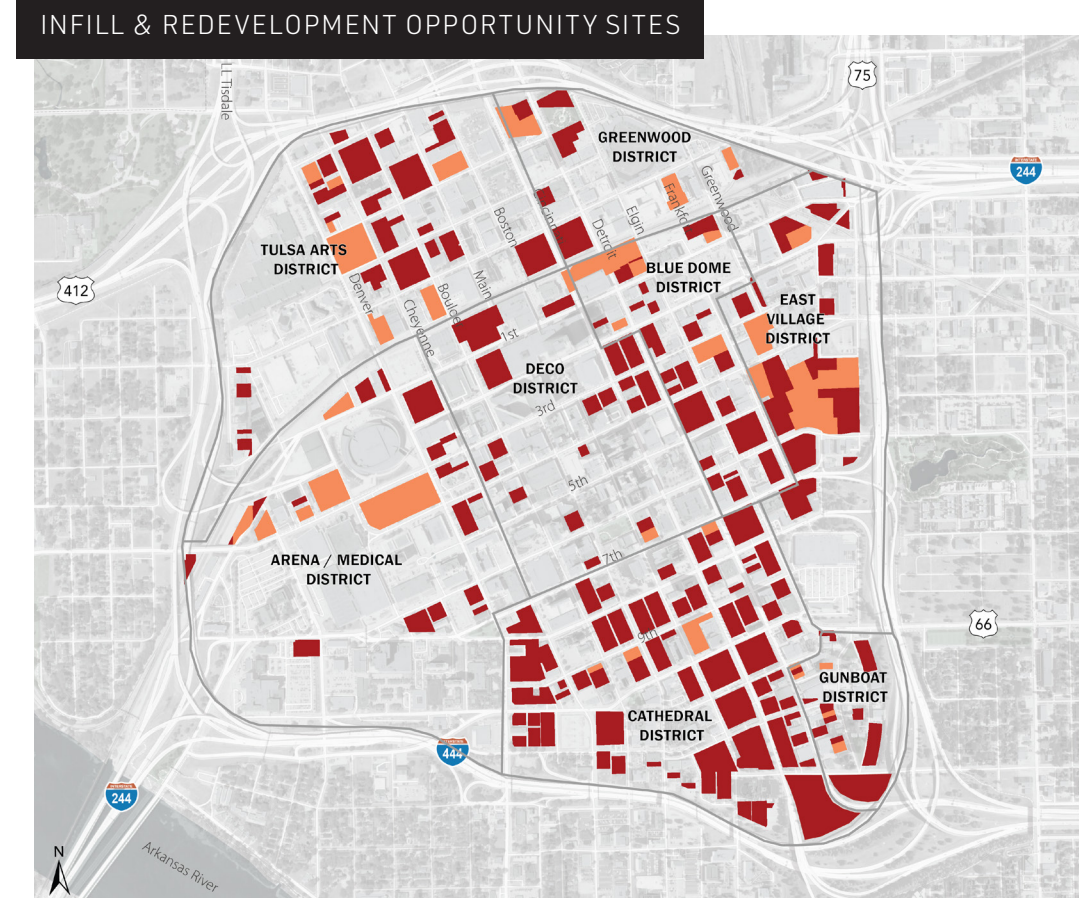 INFILL & REDEVELOPMENT OPPORTUNITY SITES
LL Tisdale
75
INTERSTATE
244
GREENWOOD
DISTRICT
Greenwood
Elgin
Detroit
Boston
TULSA ARTS
DISTRICT
BLUE DOME
DISTRICT
412
Denver
Cheyenne
Main
EAST
VILLAGE
DISTRICT
1st
DECO
DISTRICT
3rd
5th
ARENA / MEDICAL
DISTRICT
7th
66
9th
GUNBOAT
DISTRICT
CATHEDRAL
DISTRICT
444
244
N
Arkansas River